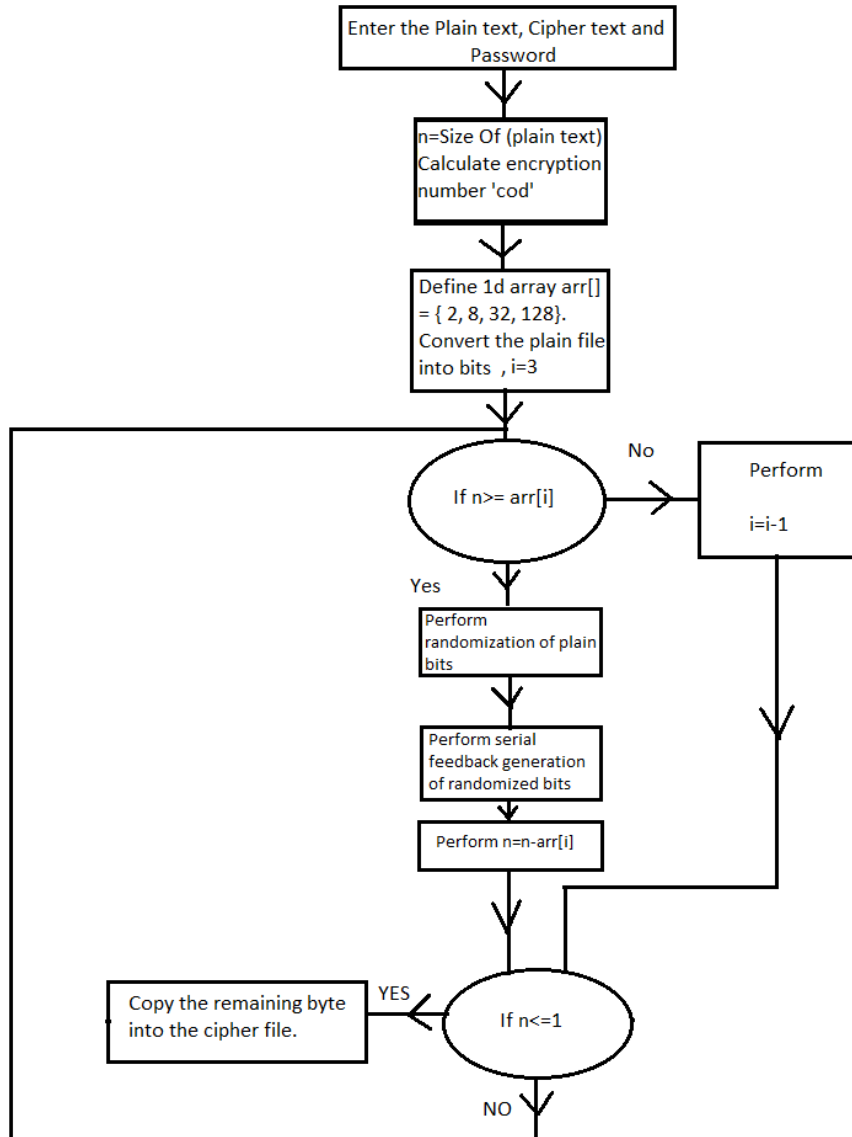 Enter the Plain text, Cipher text and
Password
n=Size Of (plain text)
Calculate encryption
number 'cod'
Define 1d array arr[]
= { 2, 8, 32, 128}.
Convert the plain file
into bits , i=3
If n>= arr[i]
No
Perform
i=i-1
Yes
Perform
randomization of plain
bits
Perform serial
feedback generation
of randomized bits
Perform n=n-arr[i]
If n<=1
YES
Copy the remaining byte
into the cipher file.
NO